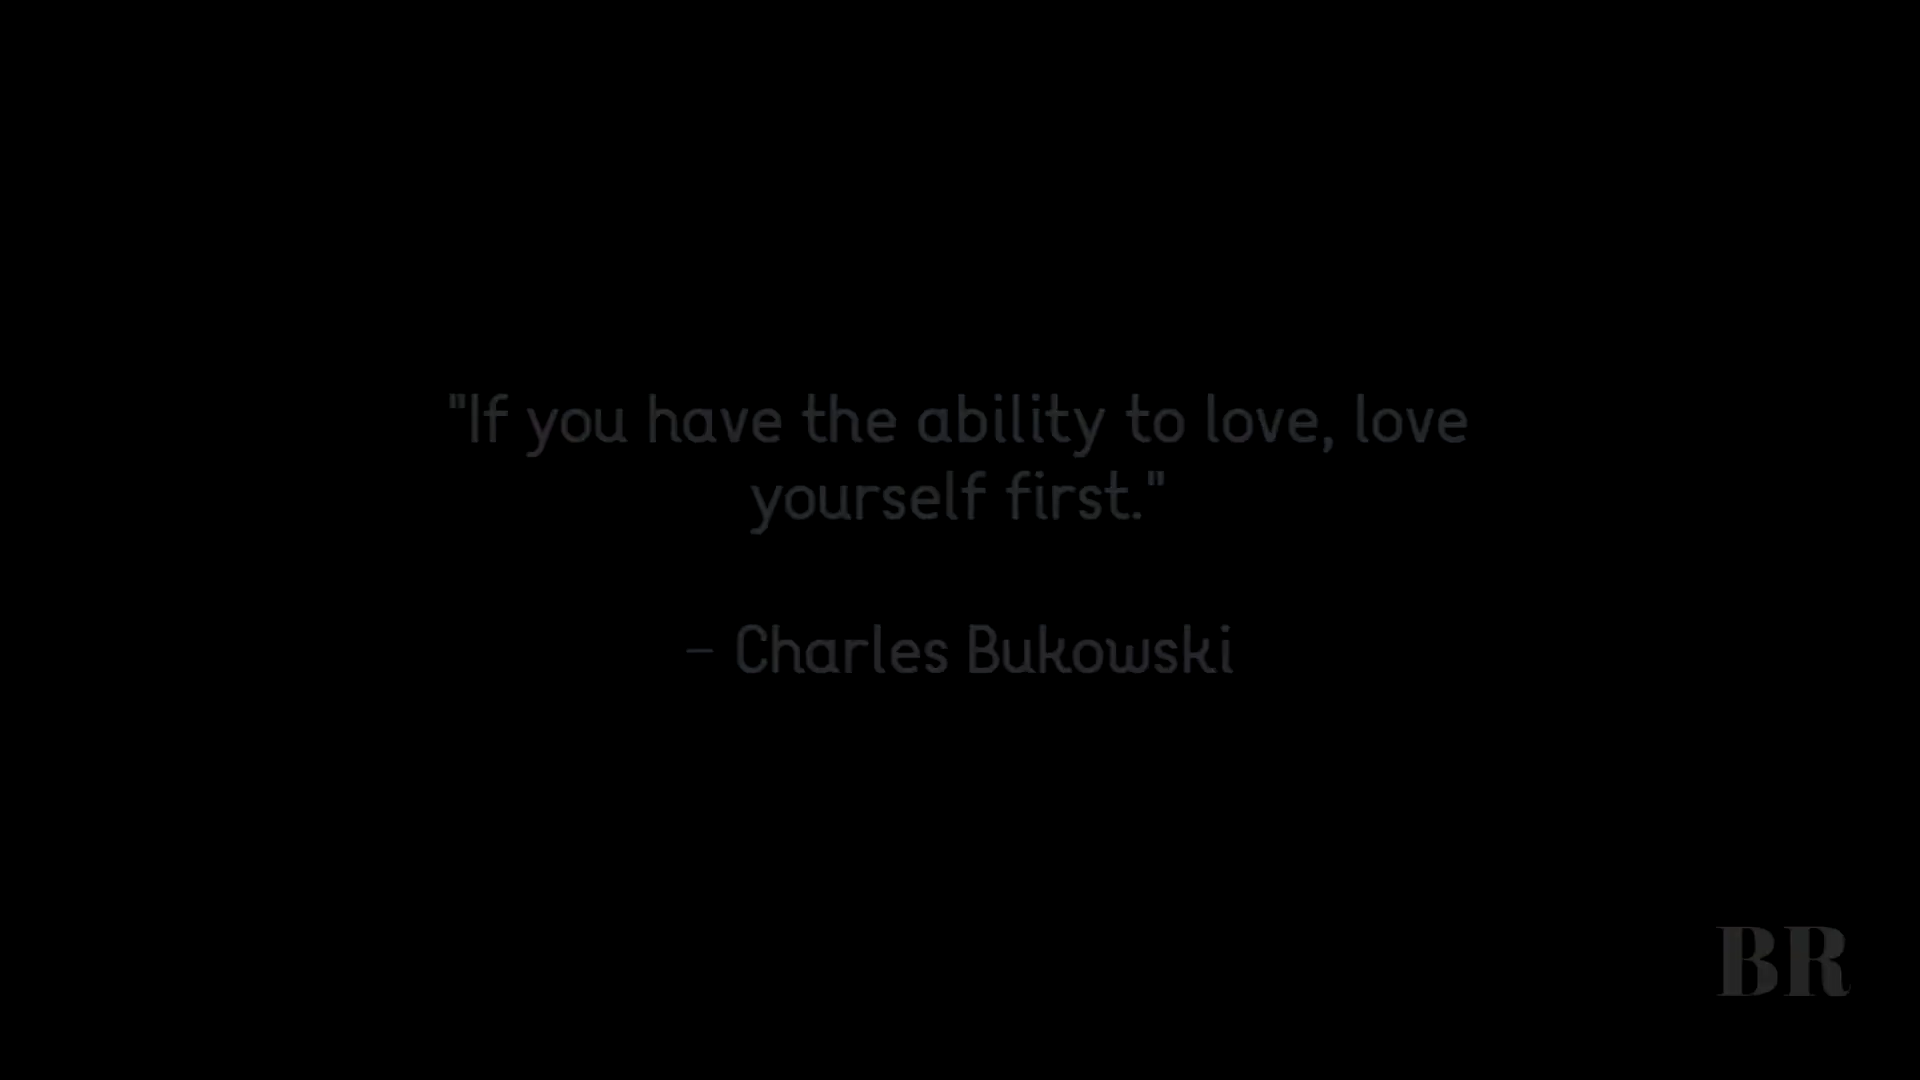 "If you have the ability to love, love
yourself first."
– Charles Bukowski
BR